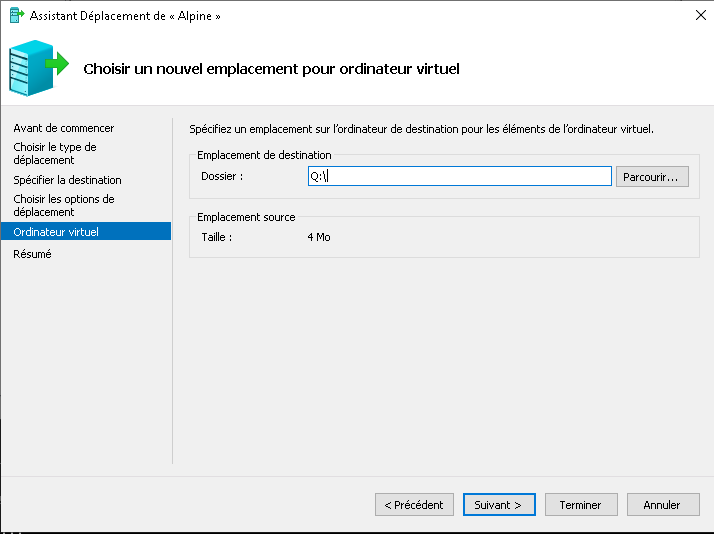 Assistant Déplacement de « Alpine »
Choisir un nouvel emplacement pour ordinateur virtuel
Avant de commencer
Choisir le type de
déplacement
Spécifier la destination
Choisir les options de
déplacement
Ordinateur virtuel
Résumé
Spécifiez un emplacement sur l'ordinateur de destination pour les éléments de l'ordinateur virtuel.
Emplacement de destination
Dossier : Q:\ Parcourir...
Emplacement source
Taille : 4 Mo
< Précédent Suivant > Terminer Annuler